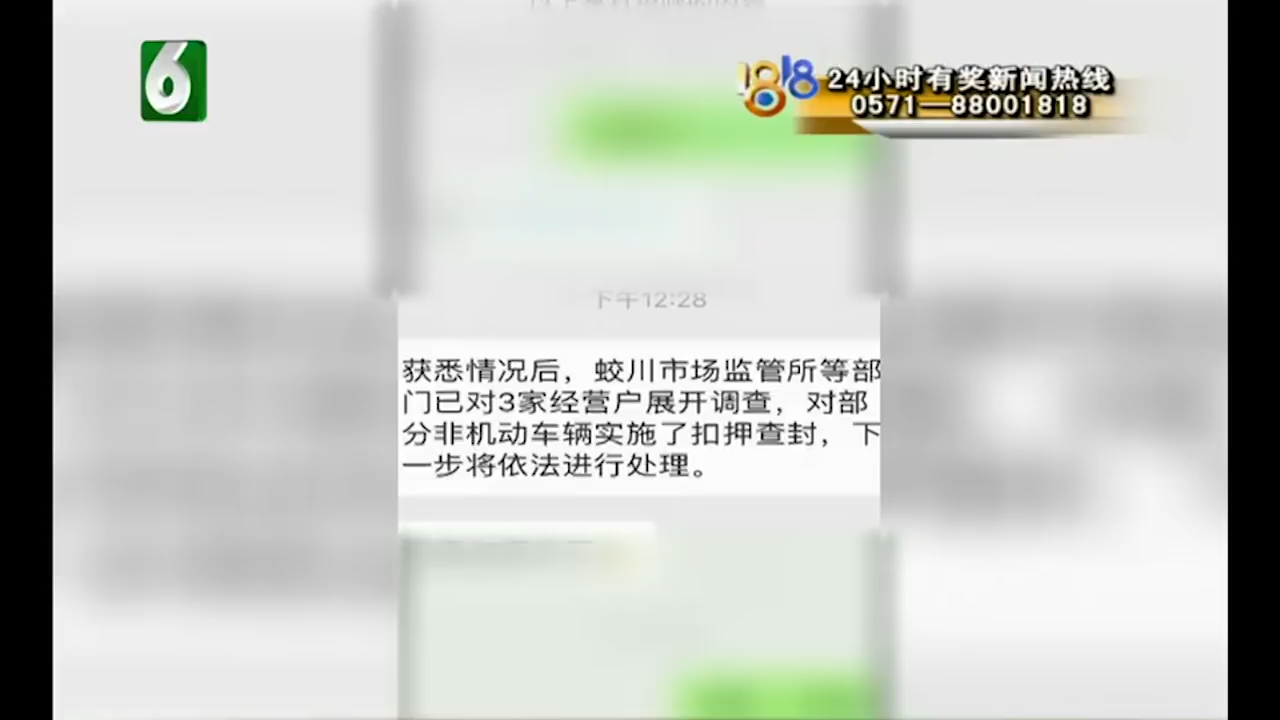 6
1818
24小时有奖新闻热线
0571—88001818
下午12:28
获悉情况后，蛟川市场监管所等部
门已对3家经营户展开调查，对部
分非机动车辆实施了扣押查封，下
一步将依法进行处理。